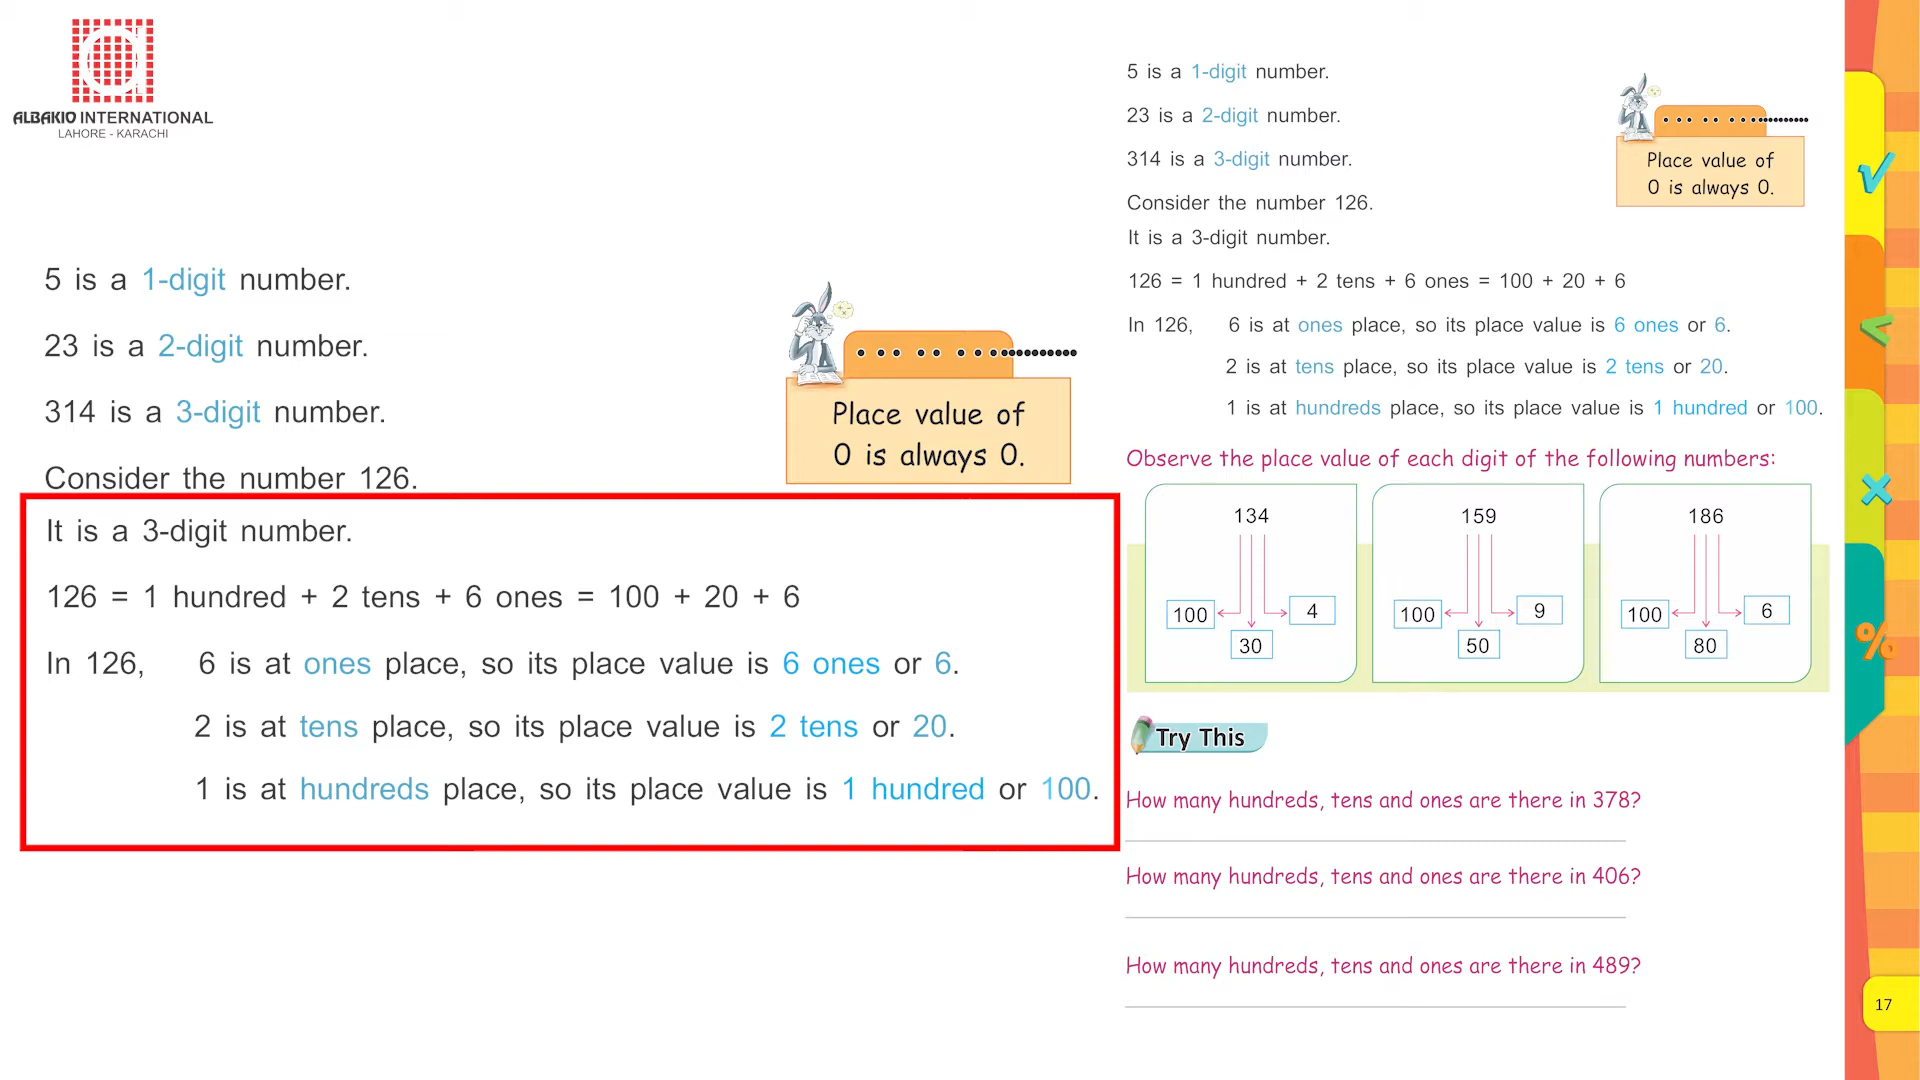 ALBAKIO INTERNATIONAL
LAHORE - KARACHI
5 is a 1-digit number.
23 is a 2-digit number.
314 is a 3-digit number.
Consider the number 126.
Place value of
0 is always 0.
It is a 3-digit number.
126 = 1 hundred + 2 tens + 6 ones = 100 + 20 + 6
In 126, 6 is at ones place, so its place value is 6 ones or 6.
2 is at tens place, so its place value is 2 tens or 20.
1 is at hundreds place, so its place value is 1 hundred or 100.
5 is a 1-digit number.
23 is a 2-digit number.
314 is a 3-digit number.
Consider the number 126.
Place value of
0 is always 0.
It is a 3-digit number.
126 = 1 hundred + 2 tens + 6 ones = 100 + 20 + 6
In 126, 6 is at ones place, so its place value is 6 ones or 6.
2 is at tens place, so its place value is 2 tens or 20.
1 is at hundreds place, so its place value is 1 hundred or 100.
Observe the place value of each digit of the following numbers:
134 159 186
100 4 100 9 100 6
30 50 80
Try This
How many hundreds, tens and ones are there in 378?
How many hundreds, tens and ones are there in 406?
How many hundreds, tens and ones are there in 489?
√
<
×
%
17